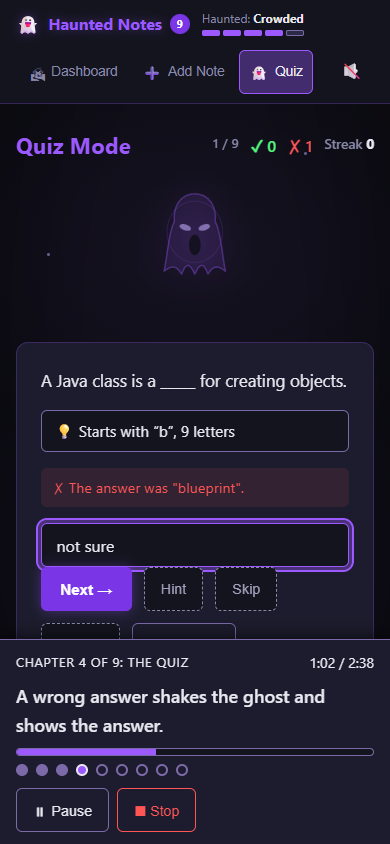 Haunted Notes 9
Haunted: Crowded
Dashboard
Add Note
Quiz
Quiz Mode
1 / 9
✓ 0
✗ 1
Streak 0
A Java class is a _____ for creating objects.
💡 Starts with "b", 9 letters
✗ The answer was "blueprint".
not sure
Next →
Hint
Skip
CHAPTER 4 OF 9: THE QUIZ
1:02 / 2:38
A wrong answer shakes the ghost and
shows the answer.
Pause
Stop